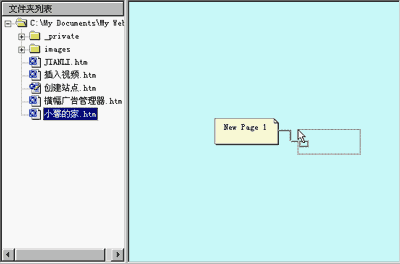 文件夹列表
C:\My Documents\My Web
_private
images
JIANLI.htm
插入视频.htm
创建站点.htm
横幅广告管理器.htm
小馨的家.htm
New Page 1